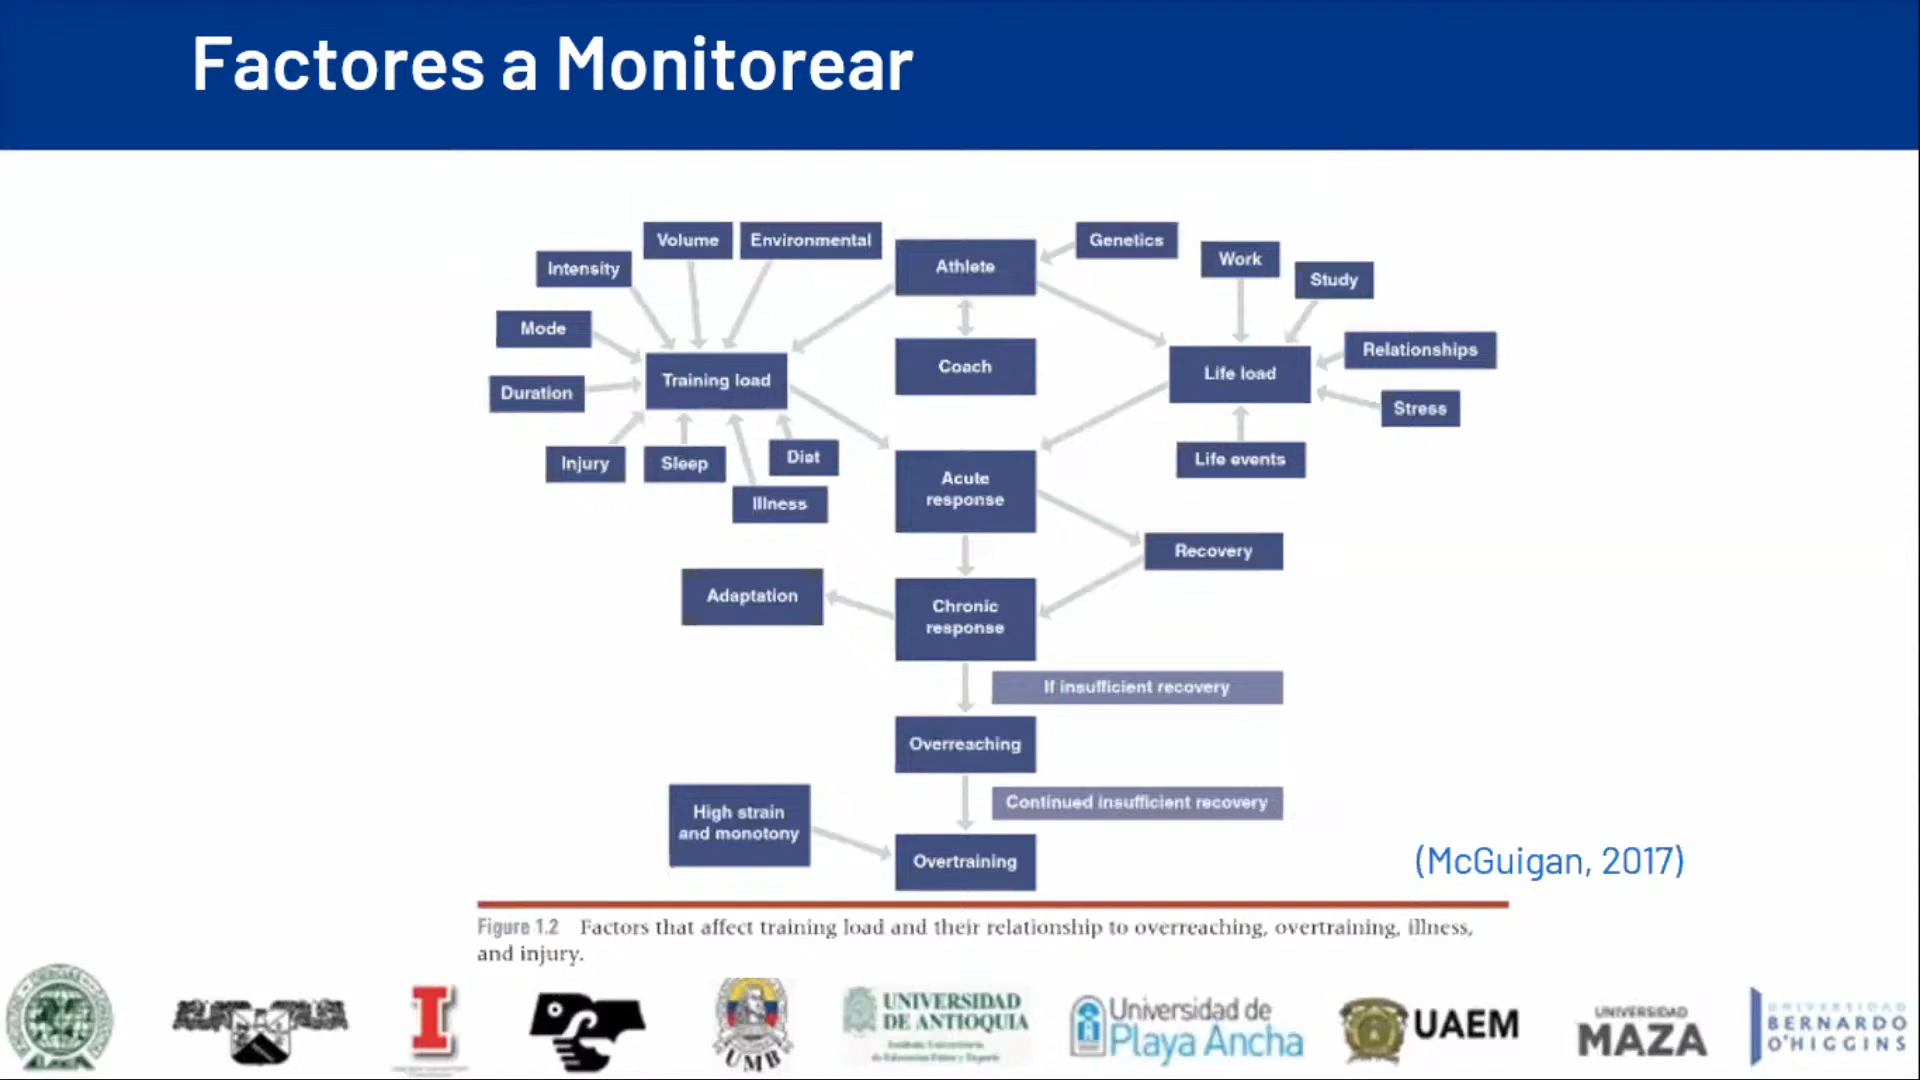 Factores a Monitorear
Volume
Environmental
Athlete
Genetics
Work
Intensity
Study
Mode
Relationships
Coach
Training load
Life load
Duration
Stress
Injury
Sleep
Diet
Life events
Illness
Acute
response
Recovery
Adaptation
Chronic
response
If insufficient recovery
Overreaching
Continued insufficient recovery
High strain
and monotony
Overtraining
(McGuigan, 2017)
Figure 1.2 Factors that affect training load and their relationship to overreaching, overtraining, illness,
and injury.
I
UMB
UNIVERSIDAD
DE ANTIOQUIA
Universidad de
Playa Ancha
UAEM
UNIVERSIDAD
MAZA
UNIVERSIDAD
BERNARDO
O'HIGGINS